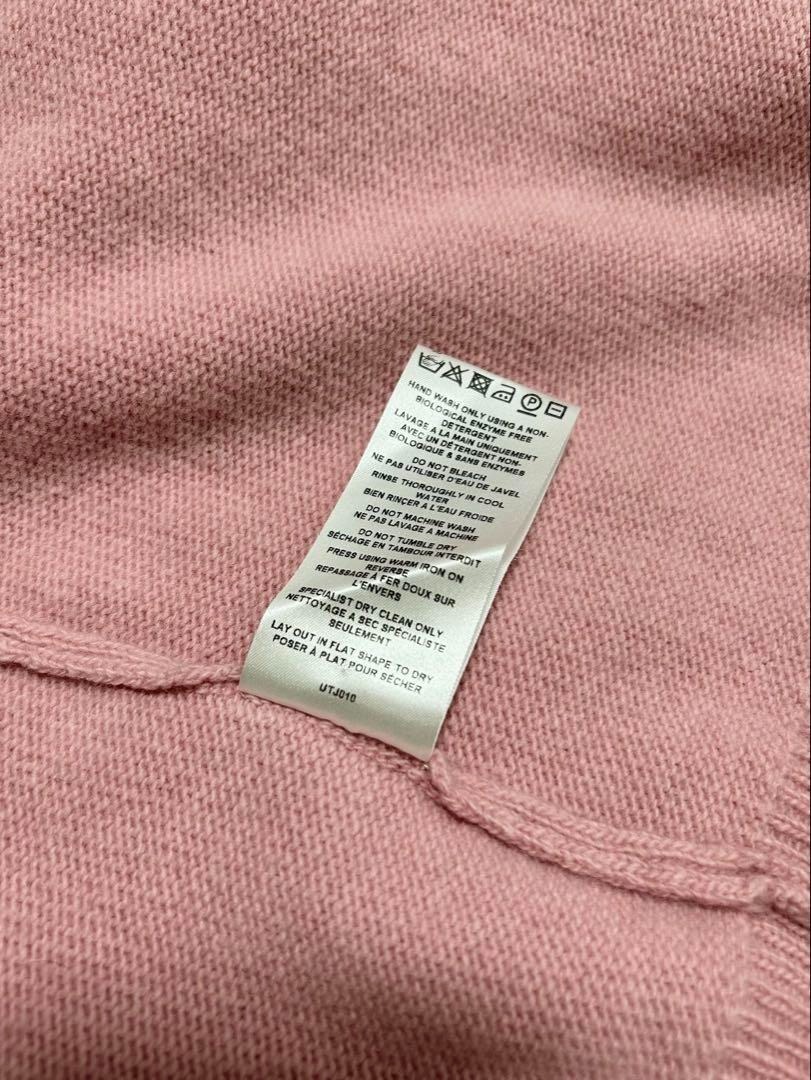 P
HAND WASH ONLY USING A NON-
BIOLOGICAL ENZYME FREE
DETERGENT
LAVAGE A LA MAIN UNIQUEMENT
AVEC UN DÉTERGENT NON-
BIOLOGIQUE & SANS ENZYMES
DO NOT BLEACH
NE PAS UTILISER D'EAU DE JAVEL
RINSE THOROUGHLY IN COOL
WATER
BIEN RINÇER A L'EAU FROIDE
DO NOT MACHINE WASH
NE PAS LAVAGE A MACHINE
DO NOT TUMBLE DRY
SÉCHAGE EN TAMBOUR INTERDIT
PRESS USING WARM IRON ON
REVERSE
REPASSAGE À FER DOUX SUR
L'ENVERS
SPECIALIST DRY CLEAN ONLY
NETTOYAGE A SEC SPÉCIALISTE
SEULEMENT
LAY OUT IN FLAT SHAPE TO DRY
POSER À PLAT POUR SÉCHER
UTJ010